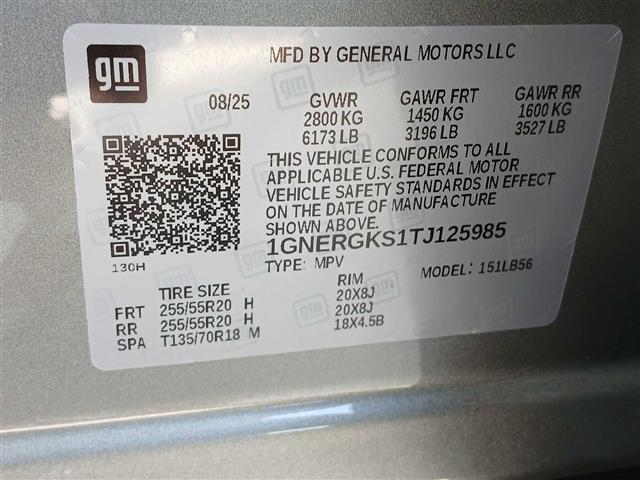 gm
MFD BY GENERAL MOTORS LLC
08/25 GVWR GAWR FRT GAWR RR
2800 KG 1450 KG 1600 KG
6173 LB 3196 LB 3527 LB
THIS VEHICLE CONFORMS TO ALL
APPLICABLE U.S. FEDERAL MOTOR
VEHICLE SAFETY STANDARDS IN EFFECT
ON THE DATE OF MANUFACTURE
SHOWN ABOVE.
1GNERGKS1TJ125985
130H TYPE: MPV MODEL: 151LB56
TIRE SIZE RIM
FRT 255/55R20 H 20X8J
RR 255/55R20 H 20X8J
SPA T135/70R18 M 18X4.5B